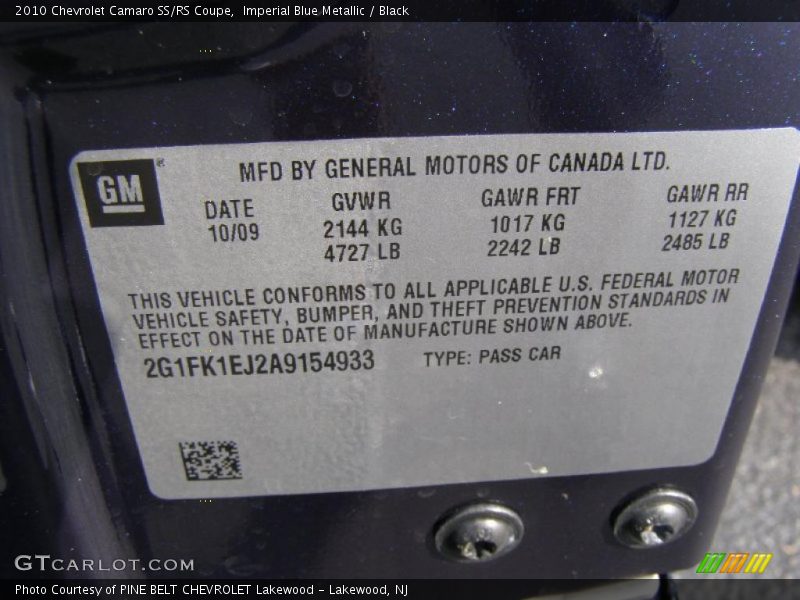 2010 Chevrolet Camaro SS/RS Coupe, Imperial Blue Metallic / Black
GM
MFD BY GENERAL MOTORS OF CANADA LTD.
DATE GVWR GAWR FRT GAWR RR
10/09 2144 KG 1017 KG 1127 KG
4727 LB 2242 LB 2485 LB
THIS VEHICLE CONFORMS TO ALL APPLICABLE U.S. FEDERAL MOTOR
VEHICLE SAFETY, BUMPER, AND THEFT PREVENTION STANDARDS IN
EFFECT ON THE DATE OF MANUFACTURE SHOWN ABOVE.
2G1FK1EJ2A9154933 TYPE: PASS CAR
GTCARLOT.COM
Photo Courtesy of PINE BELT CHEVROLET Lakewood - Lakewood, NJ